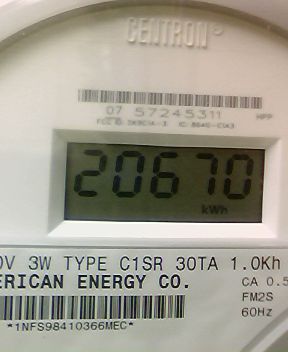 CENTRON
07 57245311 HPP
20670
kWh
0V 3W TYPE C1SR 30TA 1.0Kh
ERICAN ENERGY CO. CA 0.5
FM2S
60Hz
*1NFS98410366MEC*